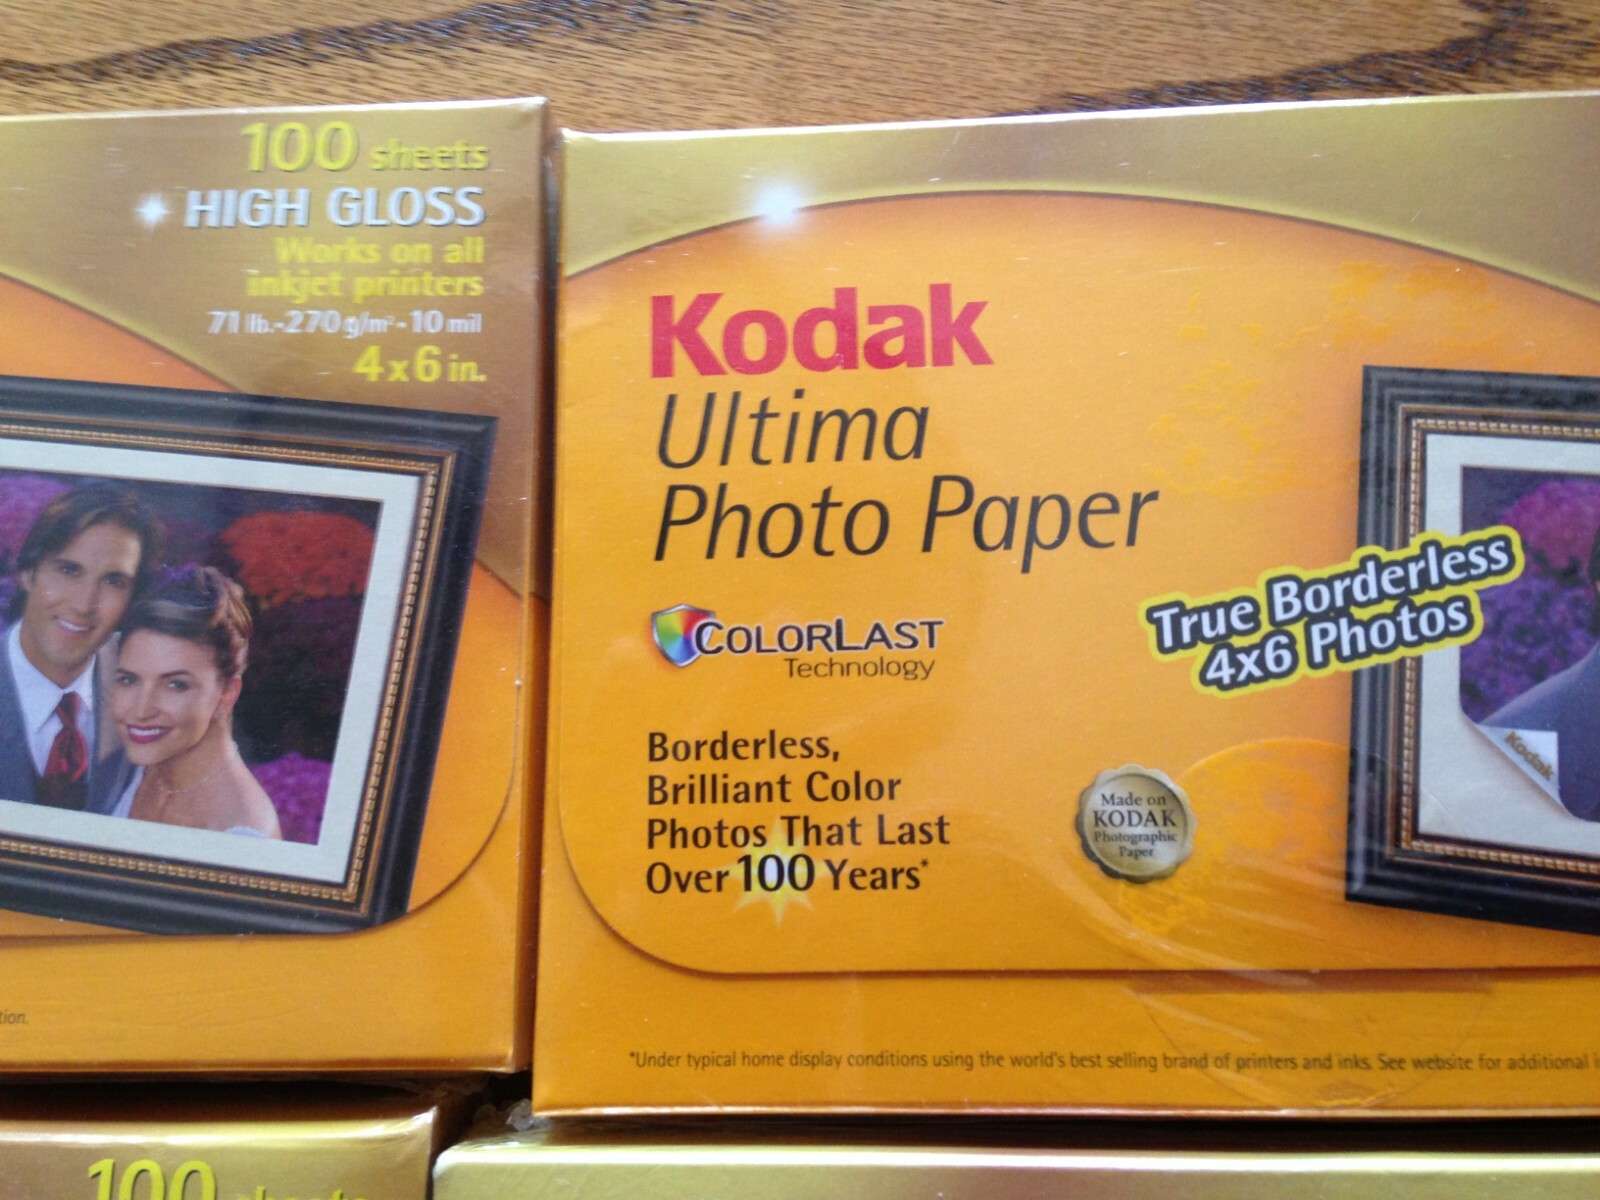 100 sheets
HIGH GLOSS
Works on all
inkjet printers
71 lb.-270 g/m²-10 mil
4x6 in.
tion.
Kodak
Ultima
Photo Paper
COLORLAST
Technology
Borderless,
Brilliant Color
Photos That Last
Over 100 Years*
True Borderless
4x6 Photos
Made on
KODAK
Photographic
Paper
Kodak
*Under typical home display conditions using the world's best selling brand of printers and inks. See website for additional i
100 sheets